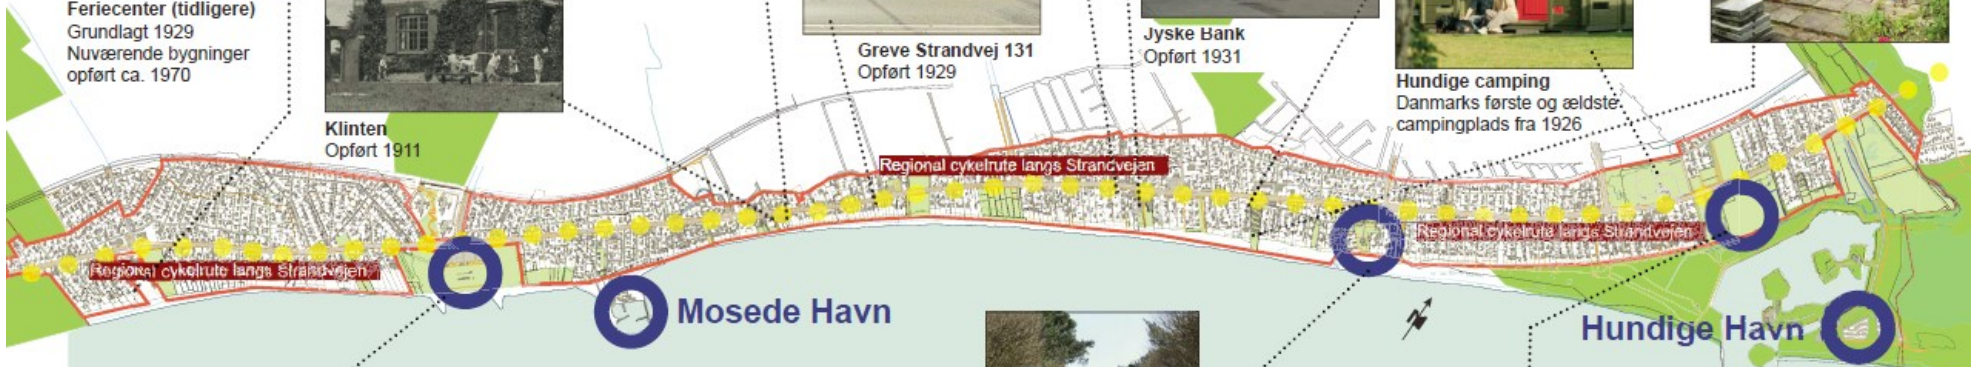 Feriecenter (tidligere)
Grundlagt 1929
Nuværende bygninger
opført ca. 1970
Klinten
Opført 1911
Greve Strandvej 131
Opført 1929
Jyske Bank
Opført 1931
Hundige camping
Danmarks første og ældste
campingplads fra 1926
Regional cykelrute langs Strandvejen
Regional cykelrute langs Strandvejen
Regional cykelrute langs Strandvejen
Mosede Havn
Hundige Havn